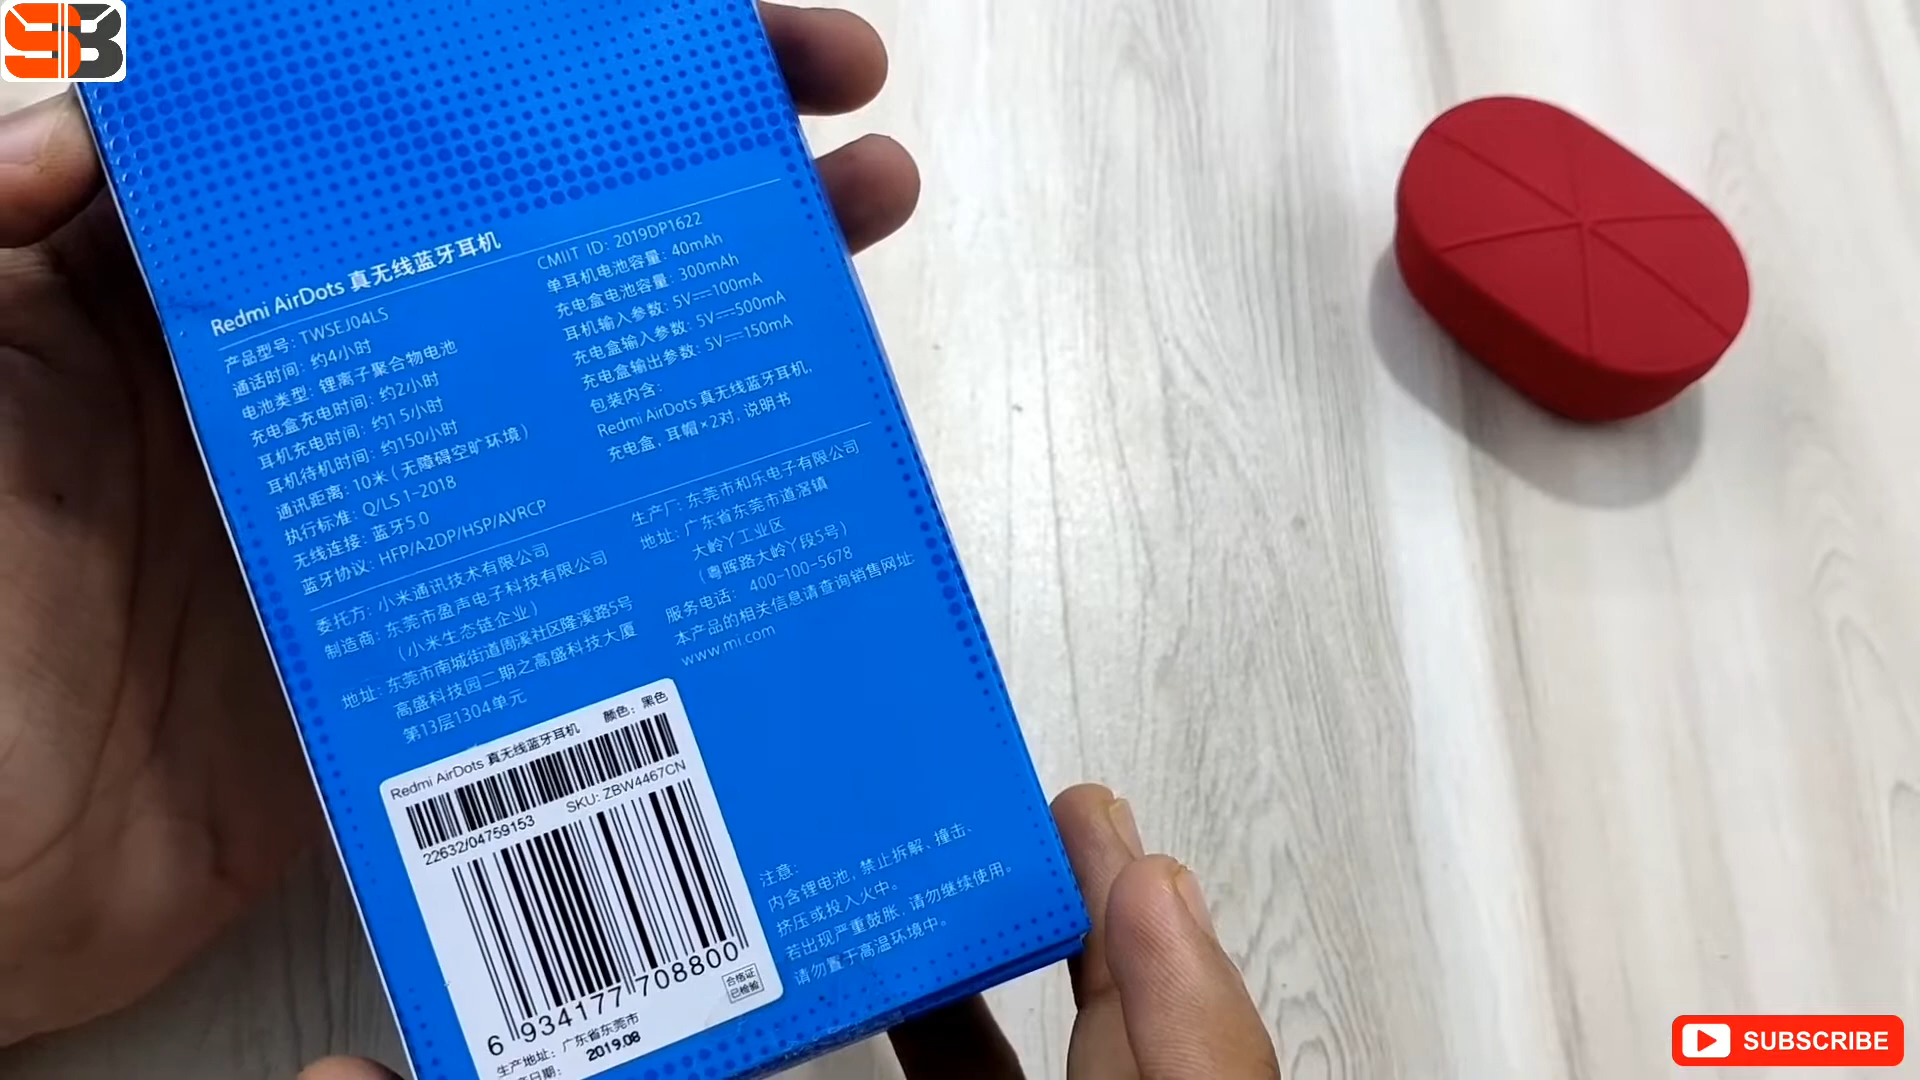 SB
Redmi AirDots 真无线蓝牙耳机
产品型号: TWSEJ04LS
通话时间: 约4小时
电池类型: 锂离子聚合物电池
充电盒充电时间: 约2小时
耳机充电时间: 约1.5小时
耳机待机时间: 约150小时
通讯距离: 10米 (无障碍空旷环境)
执行标准: Q/LS 1-2018
无线连接: 蓝牙5.0
蓝牙协议: HFP/A2DP/HSP/AVRCP
CMIIT ID: 2019DP1622
单耳机电池容量: 40mAh
充电盒电池容量: 300mAh
耳机输入参数: 5V⎓100mA
充电盒输入参数: 5V⎓500mA
充电盒输出参数: 5V⎓150mA
包装内含:
Redmi AirDots 真无线蓝牙耳机,
充电盒, 耳帽×2对, 说明书
委托方: 小米通讯技术有限公司
制造商: 东莞市盈声电子科技有限公司
(小米生态链企业)
地址: 东莞市南城街道周溪社区隆溪路5号
高盛科技园二期之高盛科技大厦
第13层1304单元
生产厂: 东莞市和乐电子有限公司
地址: 广东省东莞市道滘镇
大岭丫工业区
(粤晖路大岭丫段5号)
服务电话: 400-100-5678
本产品的相关信息请查询销售网址:
www.mi.com
Redmi AirDots 真无线蓝牙耳机 颜色: 黑色
22632/04759153 SKU: ZBW4467CN
6 934177 708800
合格证
已检验
生产地址: 广东省东莞市
产日期: 2019.08
注意:
内含锂电池, 禁止拆解、撞击、
挤压或投入火中。
若出现严重鼓胀, 请勿继续使用。
请勿置于高温环境中。
SUBSCRIBE